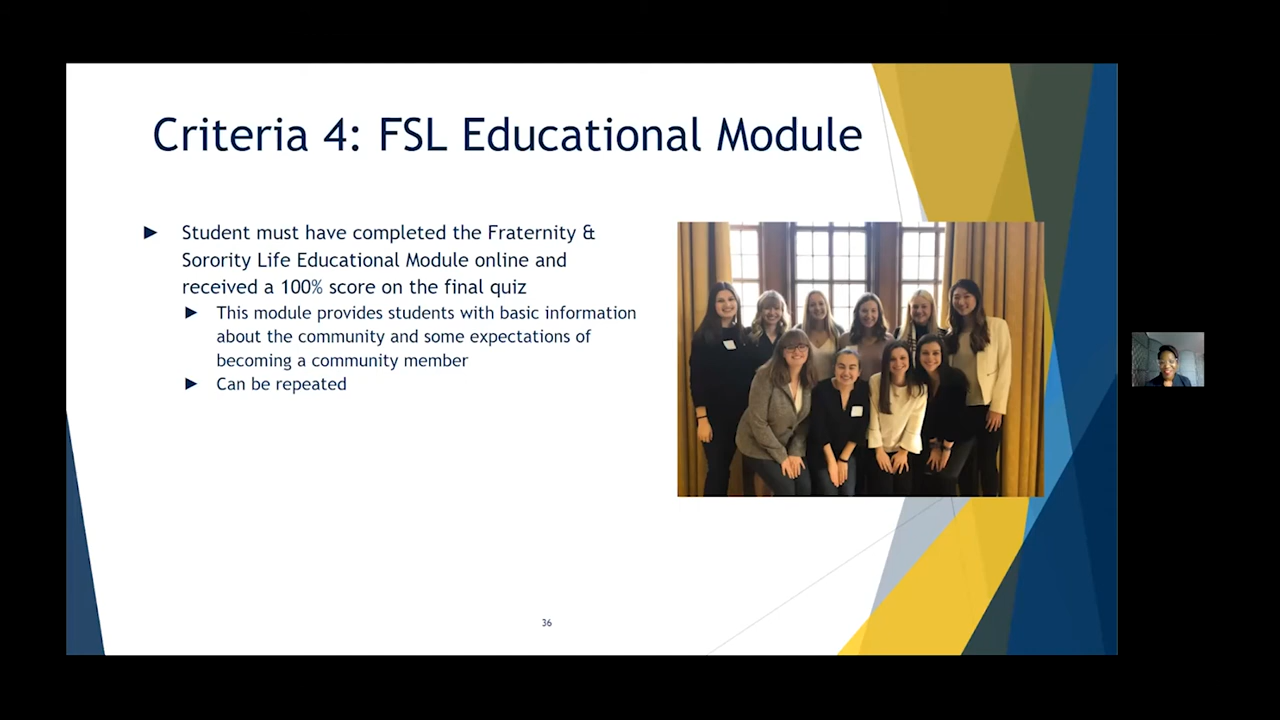 Criteria 4: FSL Educational Module
► Student must have completed the Fraternity &
Sorority Life Educational Module online and
received a 100% score on the final quiz
► This module provides students with basic information
about the community and some expectations of
becoming a community member
► Can be repeated
36